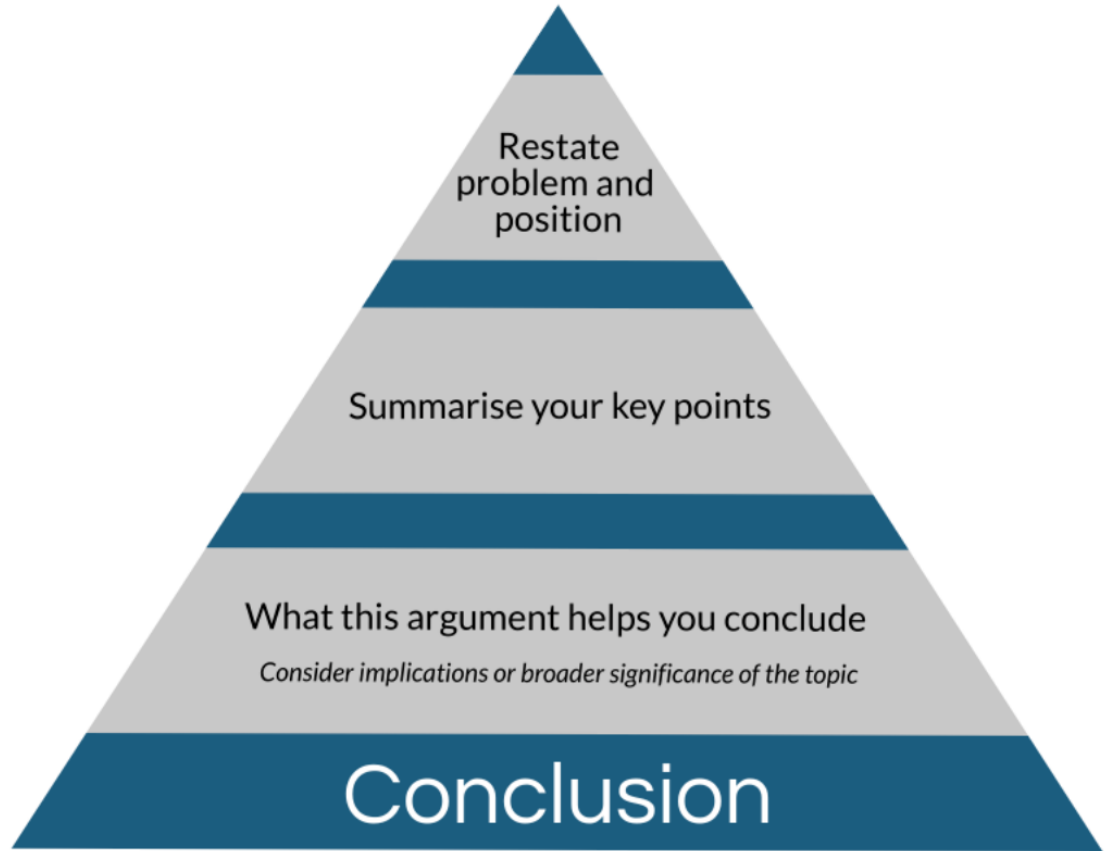 Restate
problem and
position
Summarise your key points
What this argument helps you conclude
Consider implications or broader significance of the topic
Conclusion